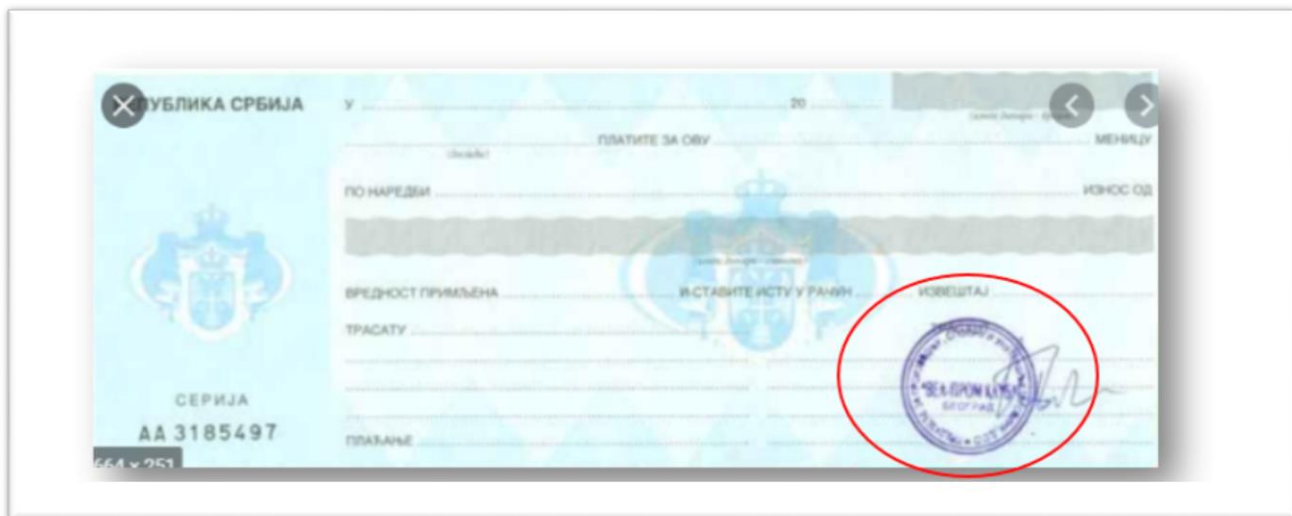 РЕПУБЛИКА СРБИЈА
У 20
ПЛАТИТЕ ЗА ОВУ МЕНИЦУ
ПО НАРЕДБИ ИЗНОС ОД
ВРЕДНОСТ ПРИМЉЕНА И СТАВИТЕ ИСТУ У РАЧУН ИЗВЕШТАЈ
ТРАСАТУ
СЕРИЈА
АА 3185497
ПЛАЋАЊЕ
БЕОГРАД
664 × 251